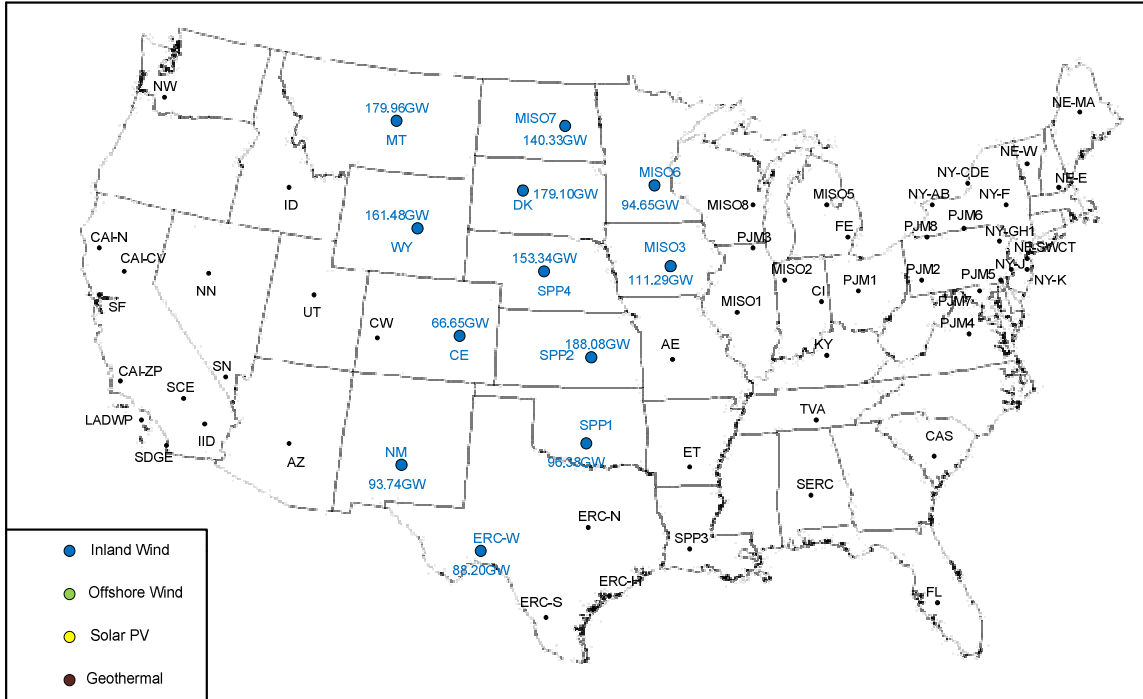 NW
179.96GW
MT
MISO7
140.33GW
NE-MA
NE-W
NY-CDE
NE-E
MISO6
94.65GW
ID
DK
179.10GW
MISO8
MISO5
NY-AB
NY-F
161.48GW
WY
PJM6
PJM8
FE
NY-GH1
CAI-N
CAI-CV
PJM3
MISO3
111.29GW
153.34GW
SPP4
NN
MISO2
CI
PJM1
PJM2
PJM5
NY-K
SF
UT
MISO1
PJM7
PJM4
CW
66.65GW
CE
188.08GW
SPP2
AE
KY
CAI-ZP
SCE
SN
LADWP
SDGE
IID
AZ
NM
93.74GW
SPP1
96.38GW
ET
TVA
CAS
SERC
ERC-N
ERC-W
88.20GW
SPP3
ERC-H
ERC-S
FL
Inland Wind
Offshore Wind
Solar PV
Geothermal